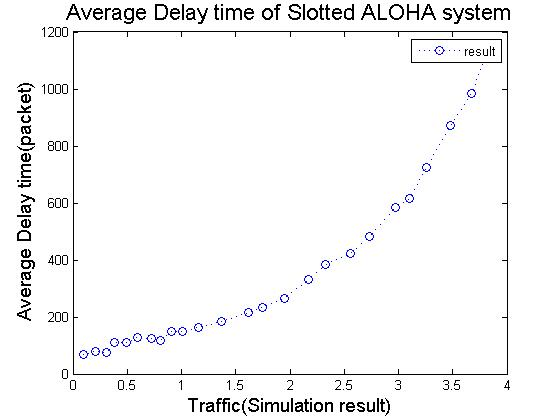 Average Delay time of Slotted ALOHA system
1200
result
1000
800
600
400
200
0
Average Delay time(packet)
0 0.5 1 1.5 2 2.5 3 3.5 4
Traffic(Simulation result)